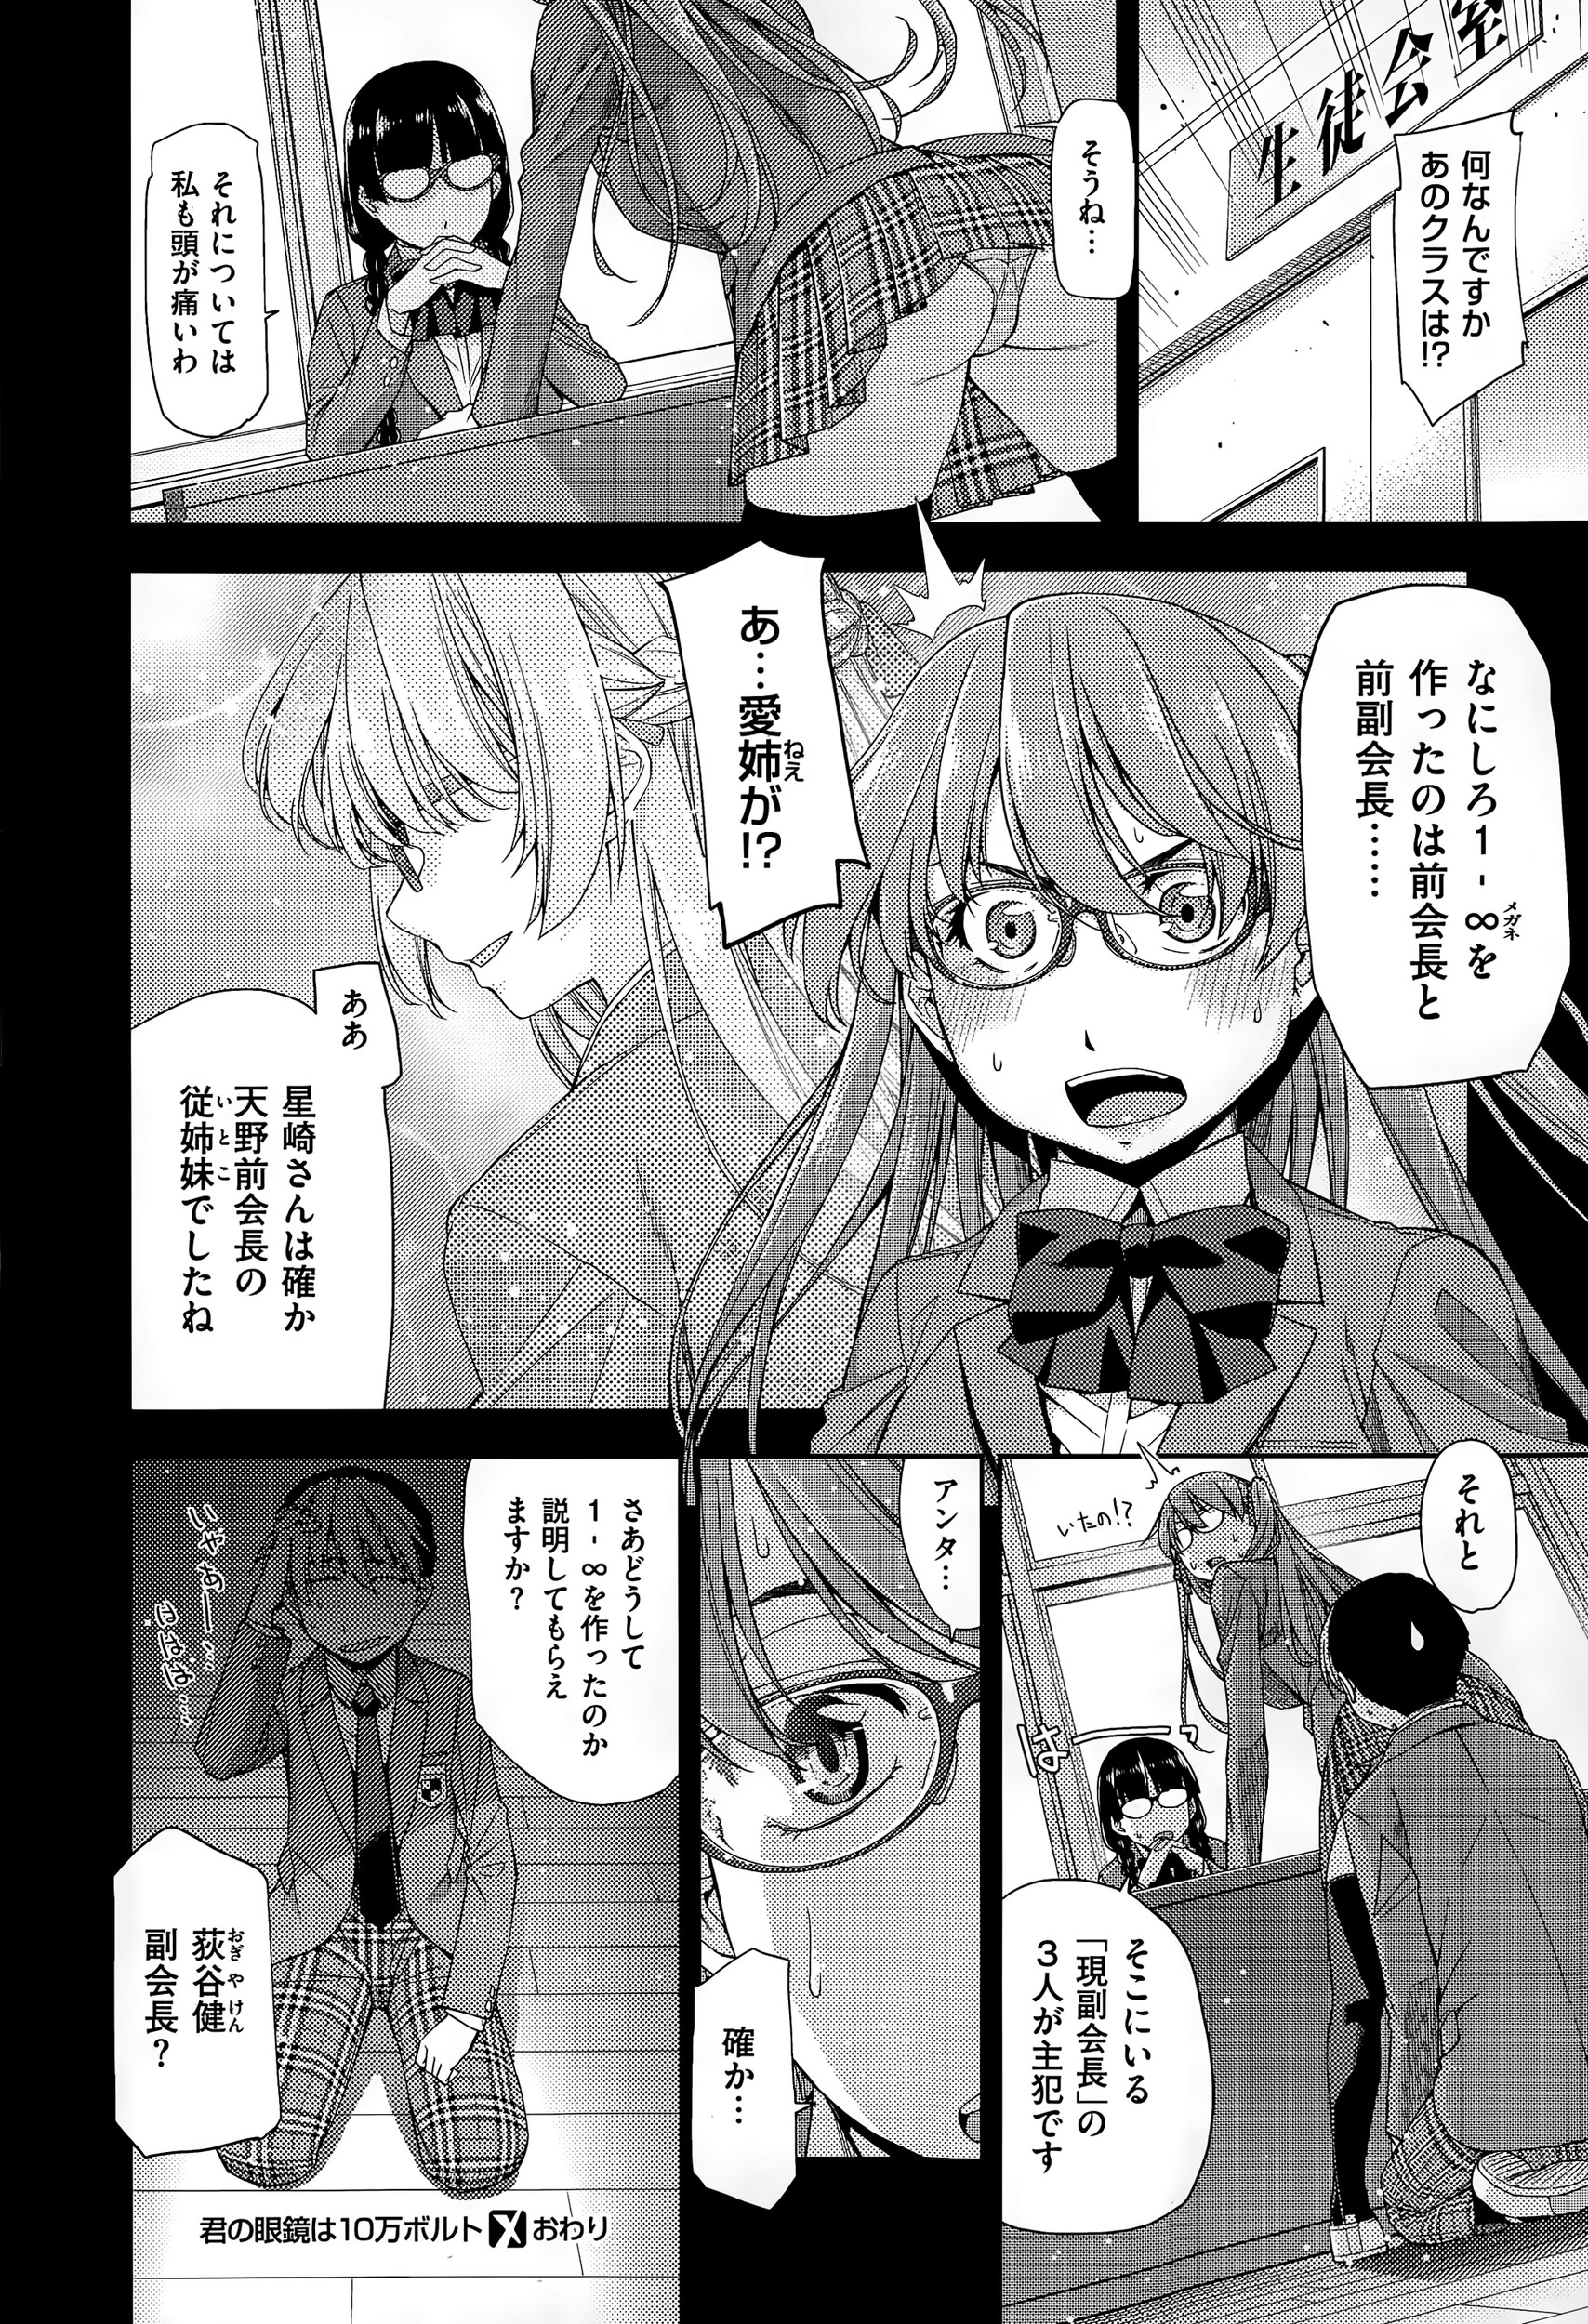 生徒会室
何なんですか
あのクラスは!?
そうね…
それについては
私も頭が痛いわ
なにしろ1-∞を
メガネ
作ったのは前会長と
前副会長……
あ…愛姉が!?
ねえ
ああ
星崎さんは確か
天野前会長の
従姉妹でしたね
いとこ
それと
いたの!?
はーっ
そこにいる
「現副会長」の
3人が主犯です
アンタ…
確か…
さあどうして
1-∞を作ったのか
説明してもらえ
ますか?
いやぁー…
ははは…
荻谷健
おぎやけん
副会長?
君の眼鏡は10万ボルト X おわり